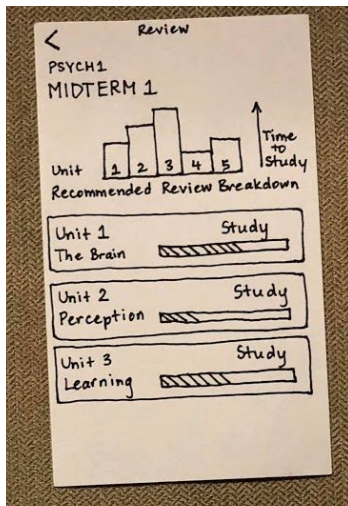 <
Review
PSYCH1
MIDTERM 1
1 2 3 4 5
Time
to
Study
Unit
Recommended Review Breakdown
Unit 1
Study
The Brain
Unit 2
Study
Perception
Unit 3
Study
Learning